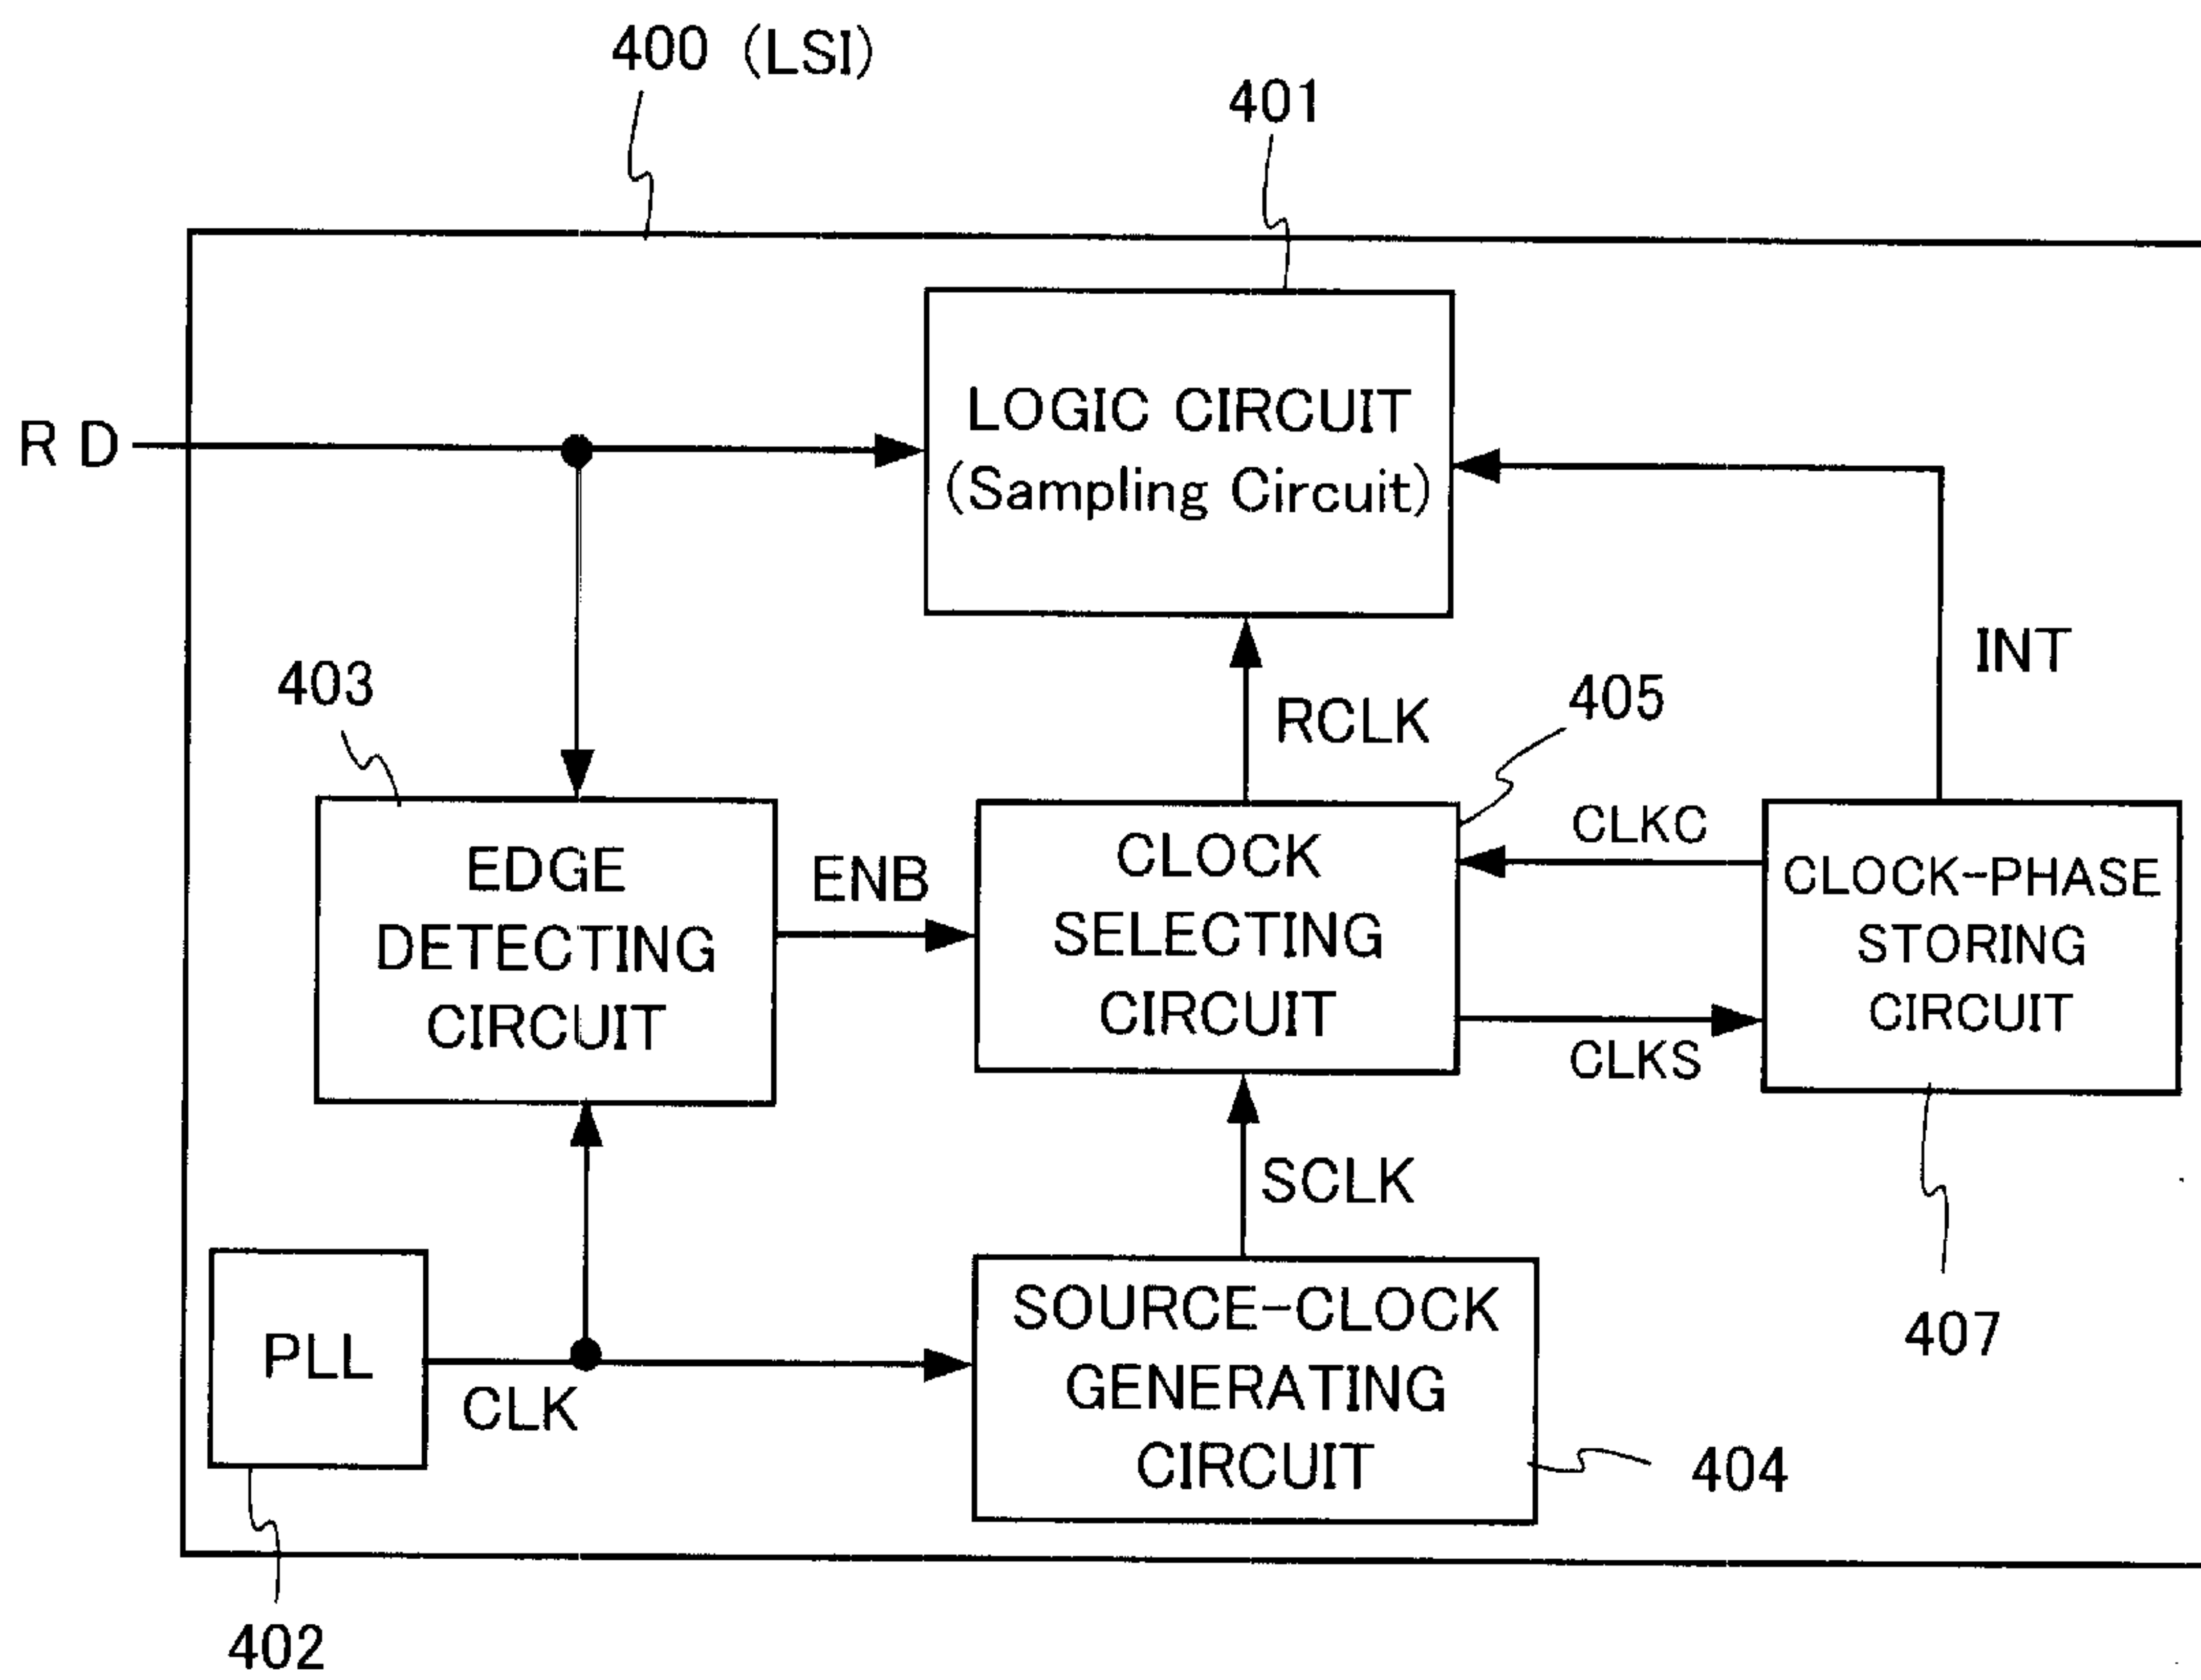 400 (LSI)
401
LOGIC CIRCUIT
(Sampling Circuit)
R D
INT
403
405
RCLK
CLKC
EDGE
DETECTING
CIRCUIT
ENB
CLOCK
SELECTING
CIRCUIT
CLOCK-PHASE
STORING
CIRCUIT
CLKS
SCLK
PLL
CLK
SOURCE-CLOCK
GENERATING
CIRCUIT
407
404
402